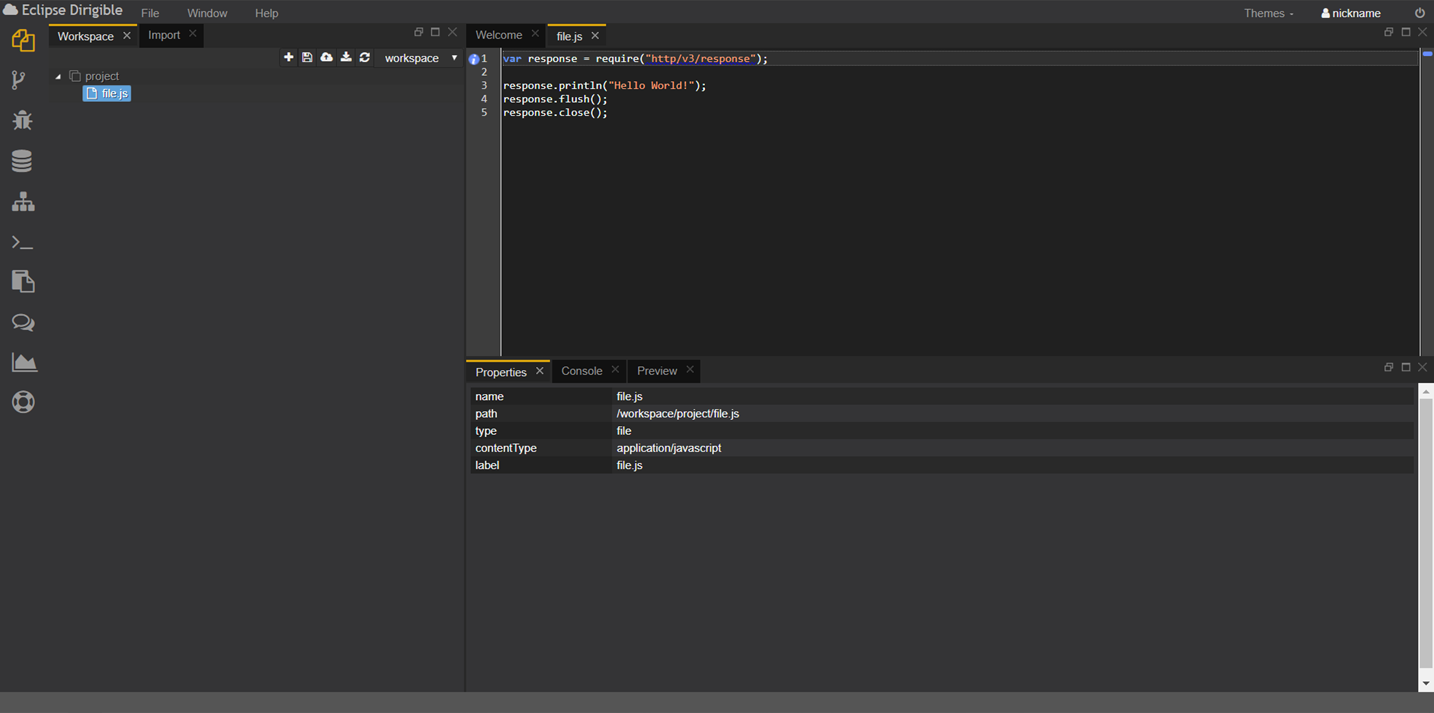 Eclipse Dirigible File Window Help Themes nickname
Workspace Import
workspace
project
file.js
Welcome file.js
1 var response = require("http/v3/response");
2
3 response.println("Hello World!");
4 response.flush();
5 response.close();
Properties Console Preview
name file.js
path /workspace/project/file.js
type file
contentType application/javascript
label file.js